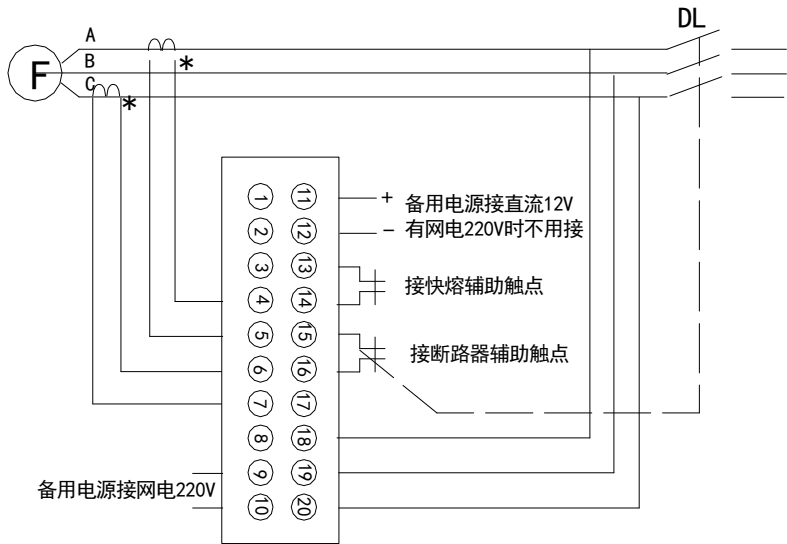 DL
A
B
F
C
*
*
1 11 + 备用电源接直流12V
2 12 - 有网电220V时不用接
3 13
接快熔辅助触点
4 14
5 15
接断路器辅助触点
6 16
7 17
8 18
9 19
备用电源接网电220V
10 20